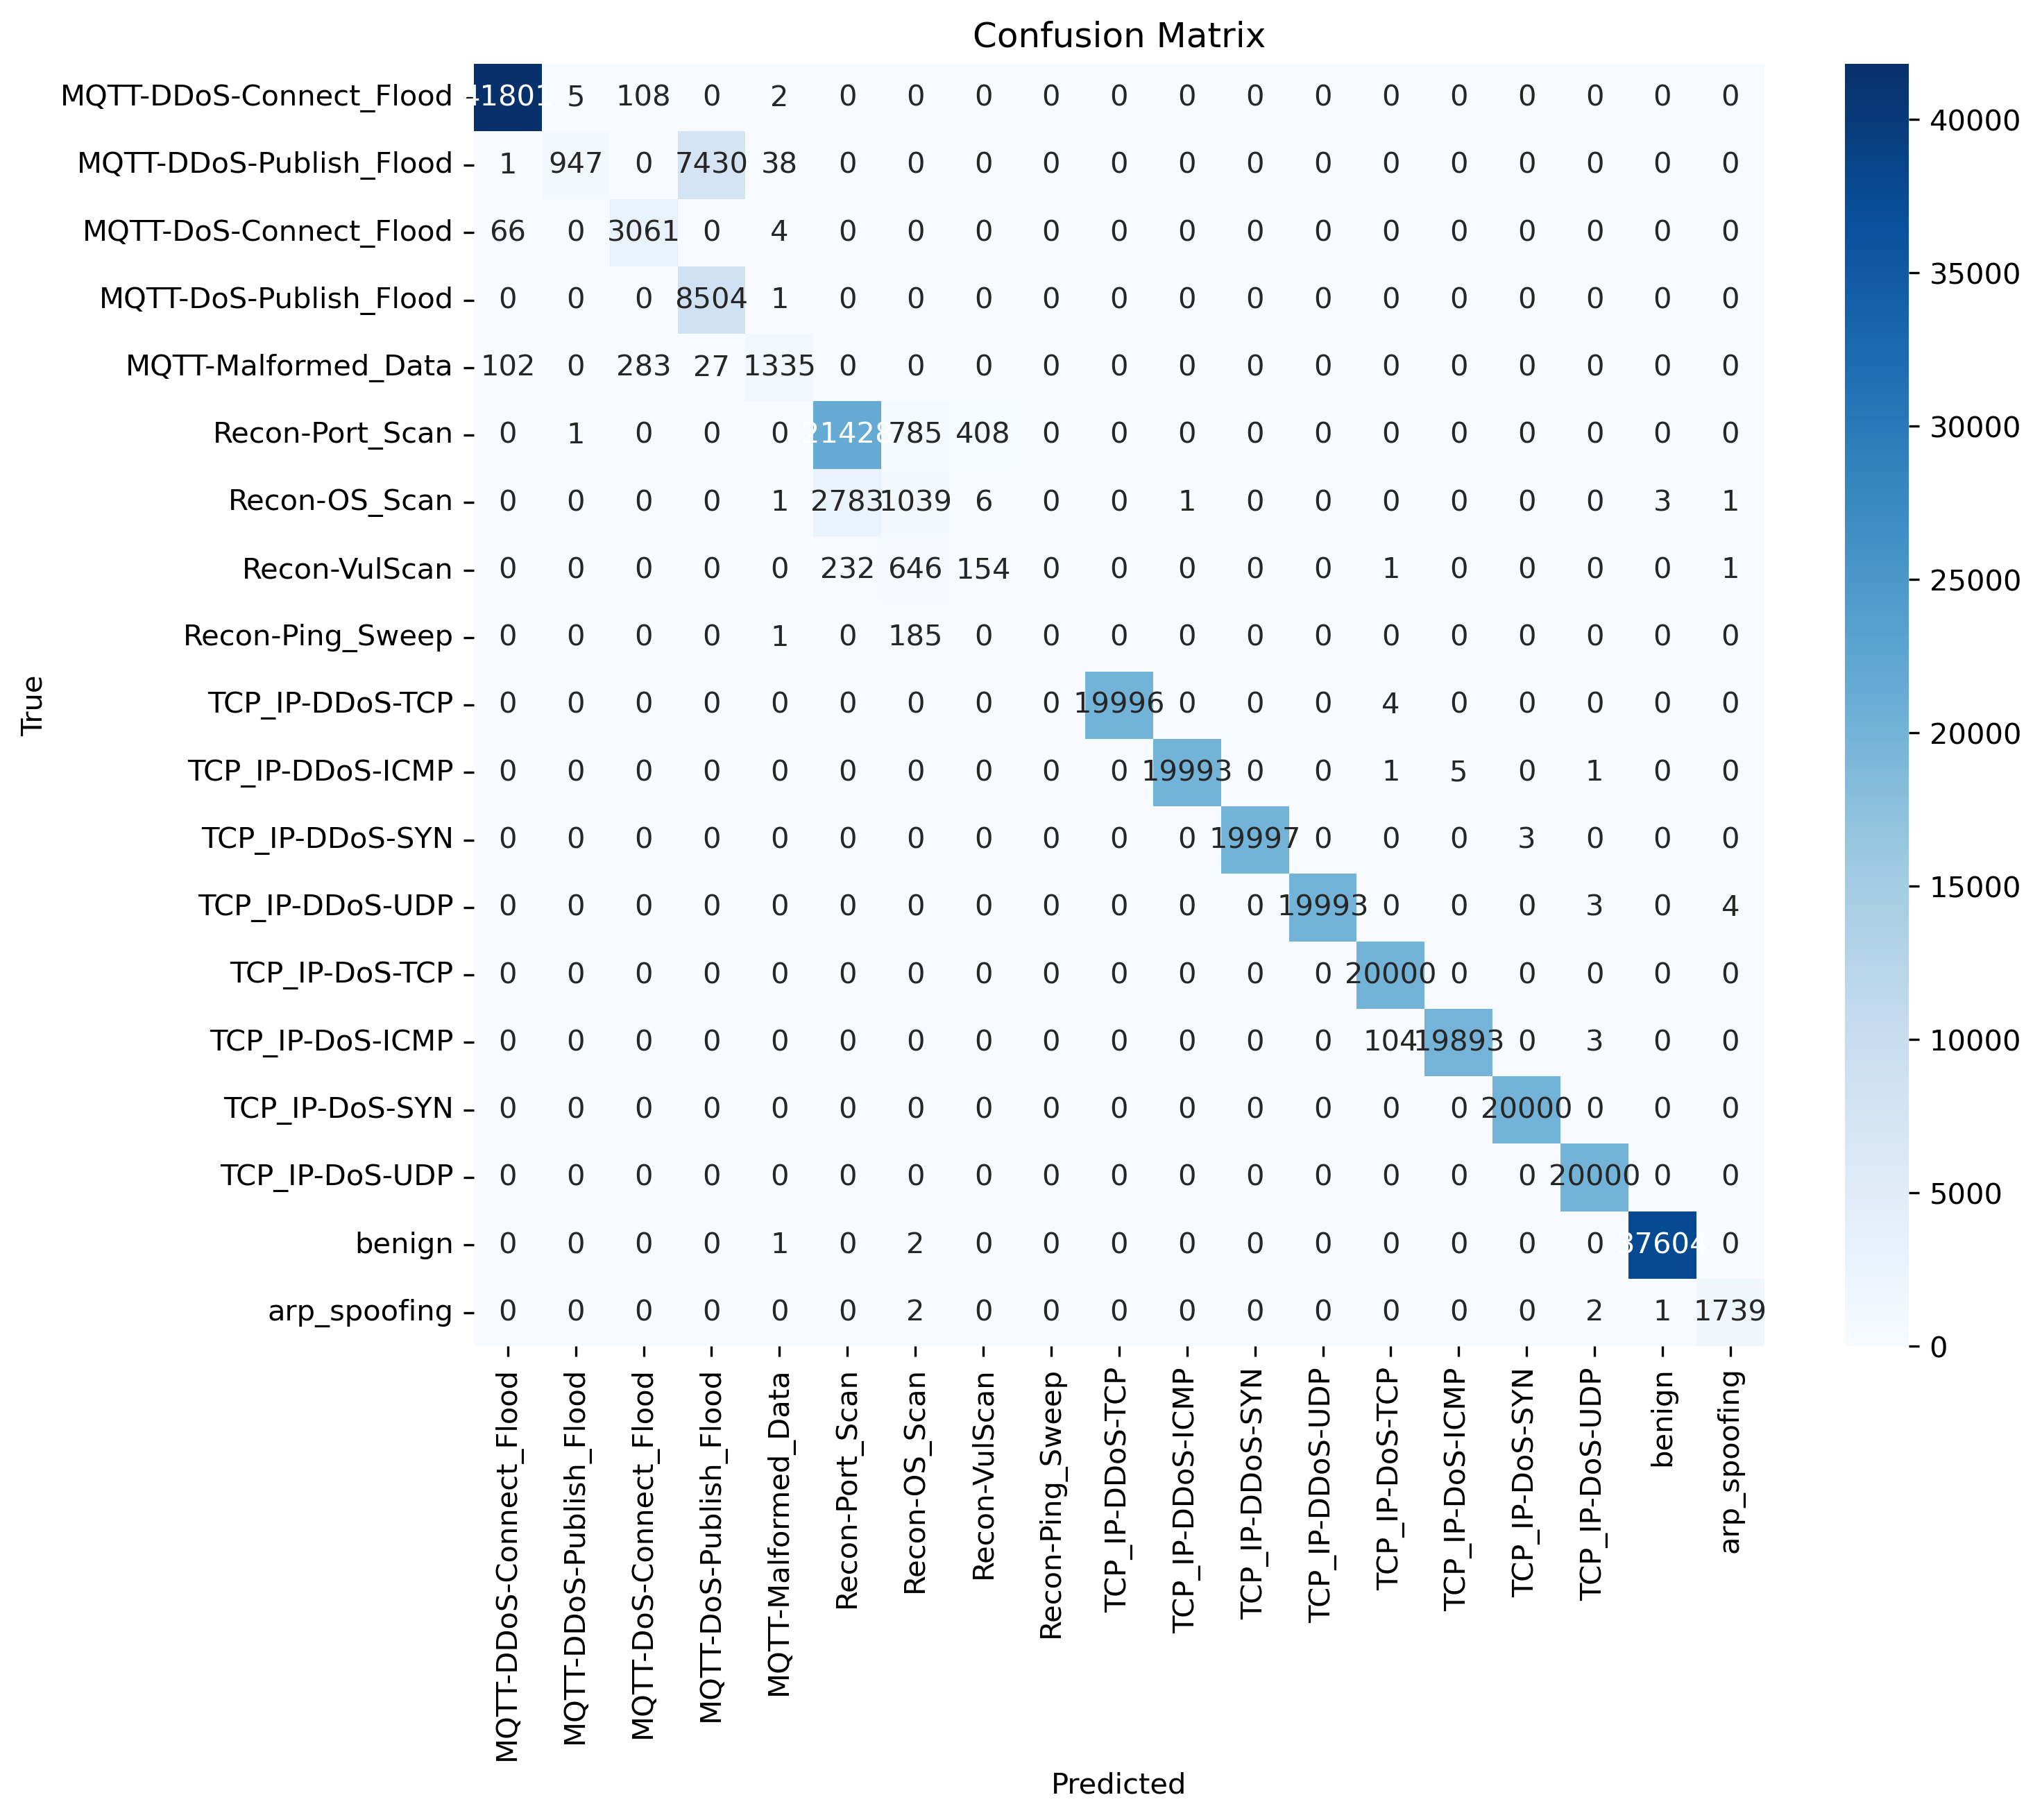 Confusion Matrix
MQTT-DDoS-Connect_Flood 41801 5 108 0 2 0 0 0 0 0 0 0 0 0 0 0 0 0 0
MQTT-DDoS-Publish_Flood 1 947 0 7430 38 0 0 0 0 0 0 0 0 0 0 0 0 0 0
MQTT-DoS-Connect_Flood 66 0 3061 0 4 0 0 0 0 0 0 0 0 0 0 0 0 0 0
MQTT-DoS-Publish_Flood 0 0 0 8504 1 0 0 0 0 0 0 0 0 0 0 0 0 0 0
MQTT-Malformed_Data 102 0 283 27 1335 0 0 0 0 0 0 0 0 0 0 0 0 0 0
Recon-Port_Scan 0 1 0 0 0 21428 785 408 0 0 0 0 0 0 0 0 0 0 0
Recon-OS_Scan 0 0 0 0 1 2783 1039 6 0 0 1 0 0 0 0 0 0 3 1
Recon-VulScan 0 0 0 0 0 232 646 154 0 0 0 0 0 1 0 0 0 0 1
Recon-Ping_Sweep 0 0 0 0 1 0 185 0 0 0 0 0 0 0 0 0 0 0 0
TCP_IP-DDoS-TCP 0 0 0 0 0 0 0 0 0 19996 0 0 0 4 0 0 0 0 0
TCP_IP-DDoS-ICMP 0 0 0 0 0 0 0 0 0 0 19993 0 0 1 5 0 1 0 0
TCP_IP-DDoS-SYN 0 0 0 0 0 0 0 0 0 0 0 19997 0 0 0 3 0 0 0
TCP_IP-DDoS-UDP 0 0 0 0 0 0 0 0 0 0 0 0 19993 0 0 0 3 0 4
TCP_IP-DoS-TCP 0 0 0 0 0 0 0 0 0 0 0 0 0 20000 0 0 0 0 0
TCP_IP-DoS-ICMP 0 0 0 0 0 0 0 0 0 0 0 0 0 104 19893 0 3 0 0
TCP_IP-DoS-SYN 0 0 0 0 0 0 0 0 0 0 0 0 0 0 0 20000 0 0 0
TCP_IP-DoS-UDP 0 0 0 0 0 0 0 0 0 0 0 0 0 0 0 0 20000 0 0
benign 0 0 0 0 1 0 2 0 0 0 0 0 0 0 0 0 0 37604 0
arp_spoofing 0 0 0 0 0 0 2 0 0 0 0 0 0 0 0 0 2 1 1739
True
MQTT-DDoS-Connect_Flood
MQTT-DDoS-Publish_Flood
MQTT-DoS-Connect_Flood
MQTT-DoS-Publish_Flood
MQTT-Malformed_Data
Recon-Port_Scan
Recon-OS_Scan
Recon-VulScan
Recon-Ping_Sweep
TCP_IP-DDoS-TCP
TCP_IP-DDoS-ICMP
TCP_IP-DDoS-SYN
TCP_IP-DDoS-UDP
TCP_IP-DoS-TCP
TCP_IP-DoS-ICMP
TCP_IP-DoS-SYN
TCP_IP-DoS-UDP
benign
arp_spoofing
Predicted
40000
35000
30000
25000
20000
15000
10000
5000
0